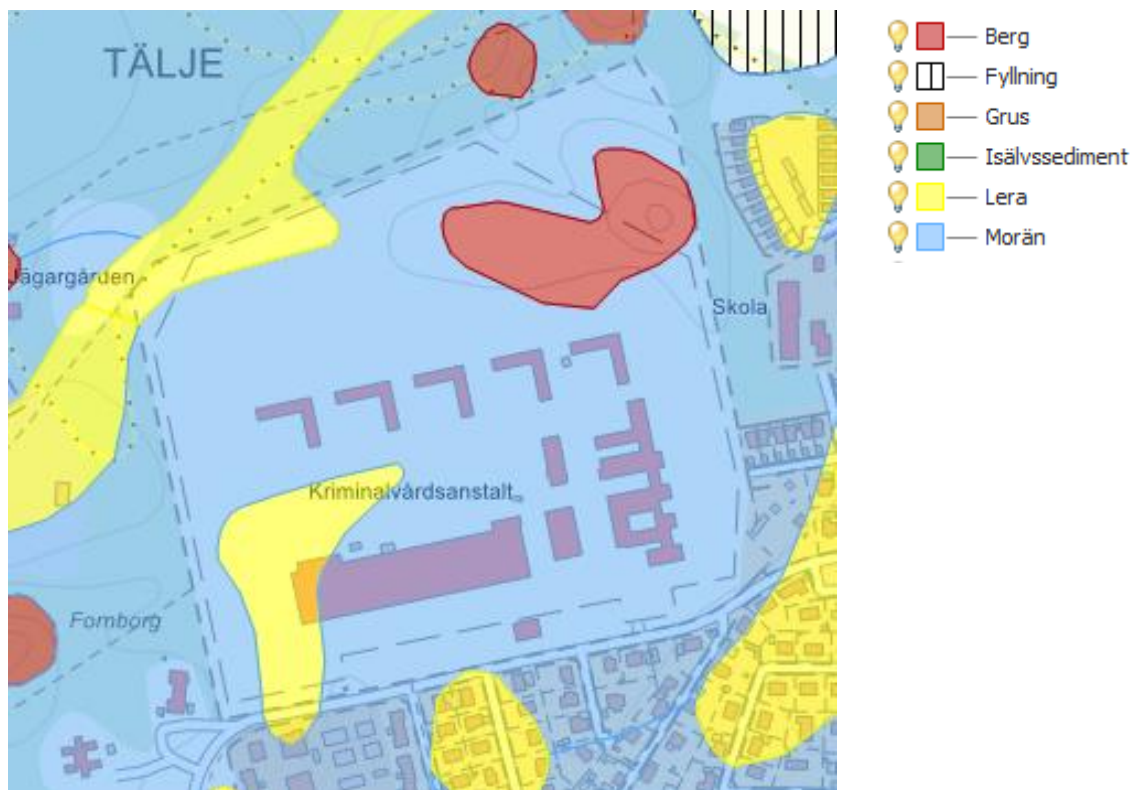 TÄLJE
Jägargården
Skola
Kriminalvårdsanstalt
Fornborg
Berg
Fyllning
Grus
Isälvssediment
Lera
Morän